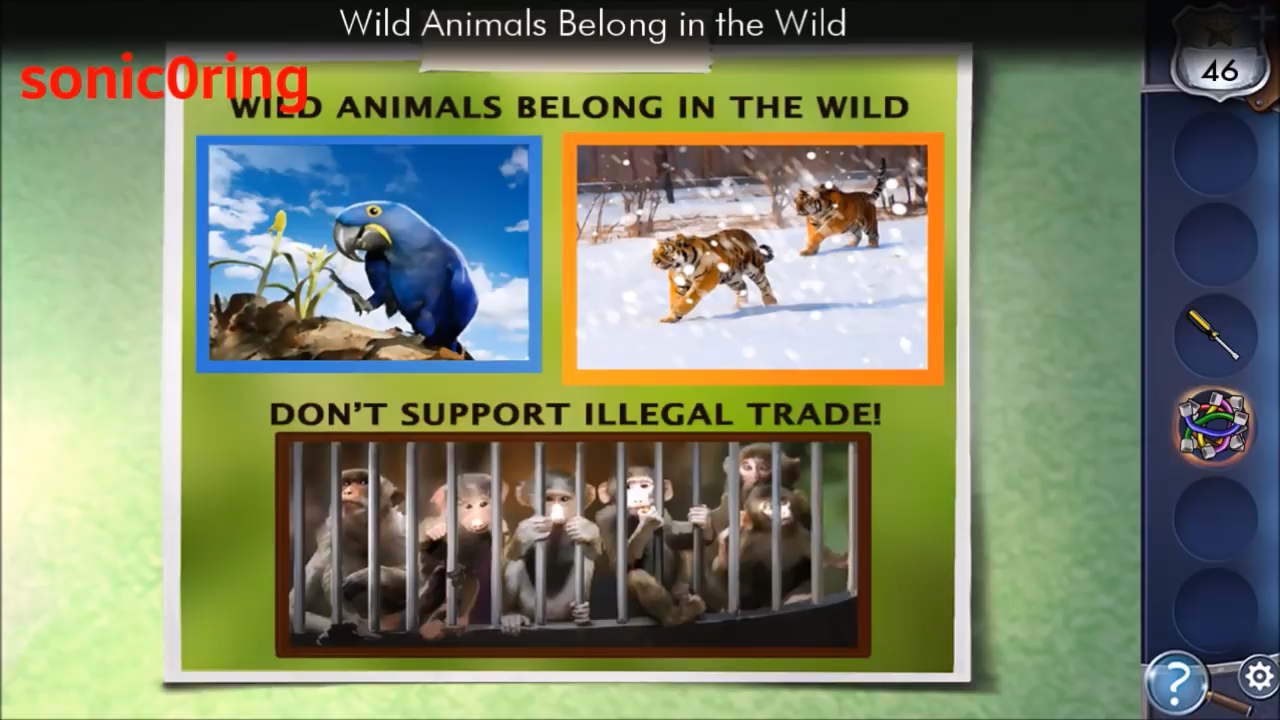 Wild Animals Belong in the Wild
46
sonic0ring
WILD ANIMALS BELONG IN THE WILD
DON'T SUPPORT ILLEGAL TRADE!
?